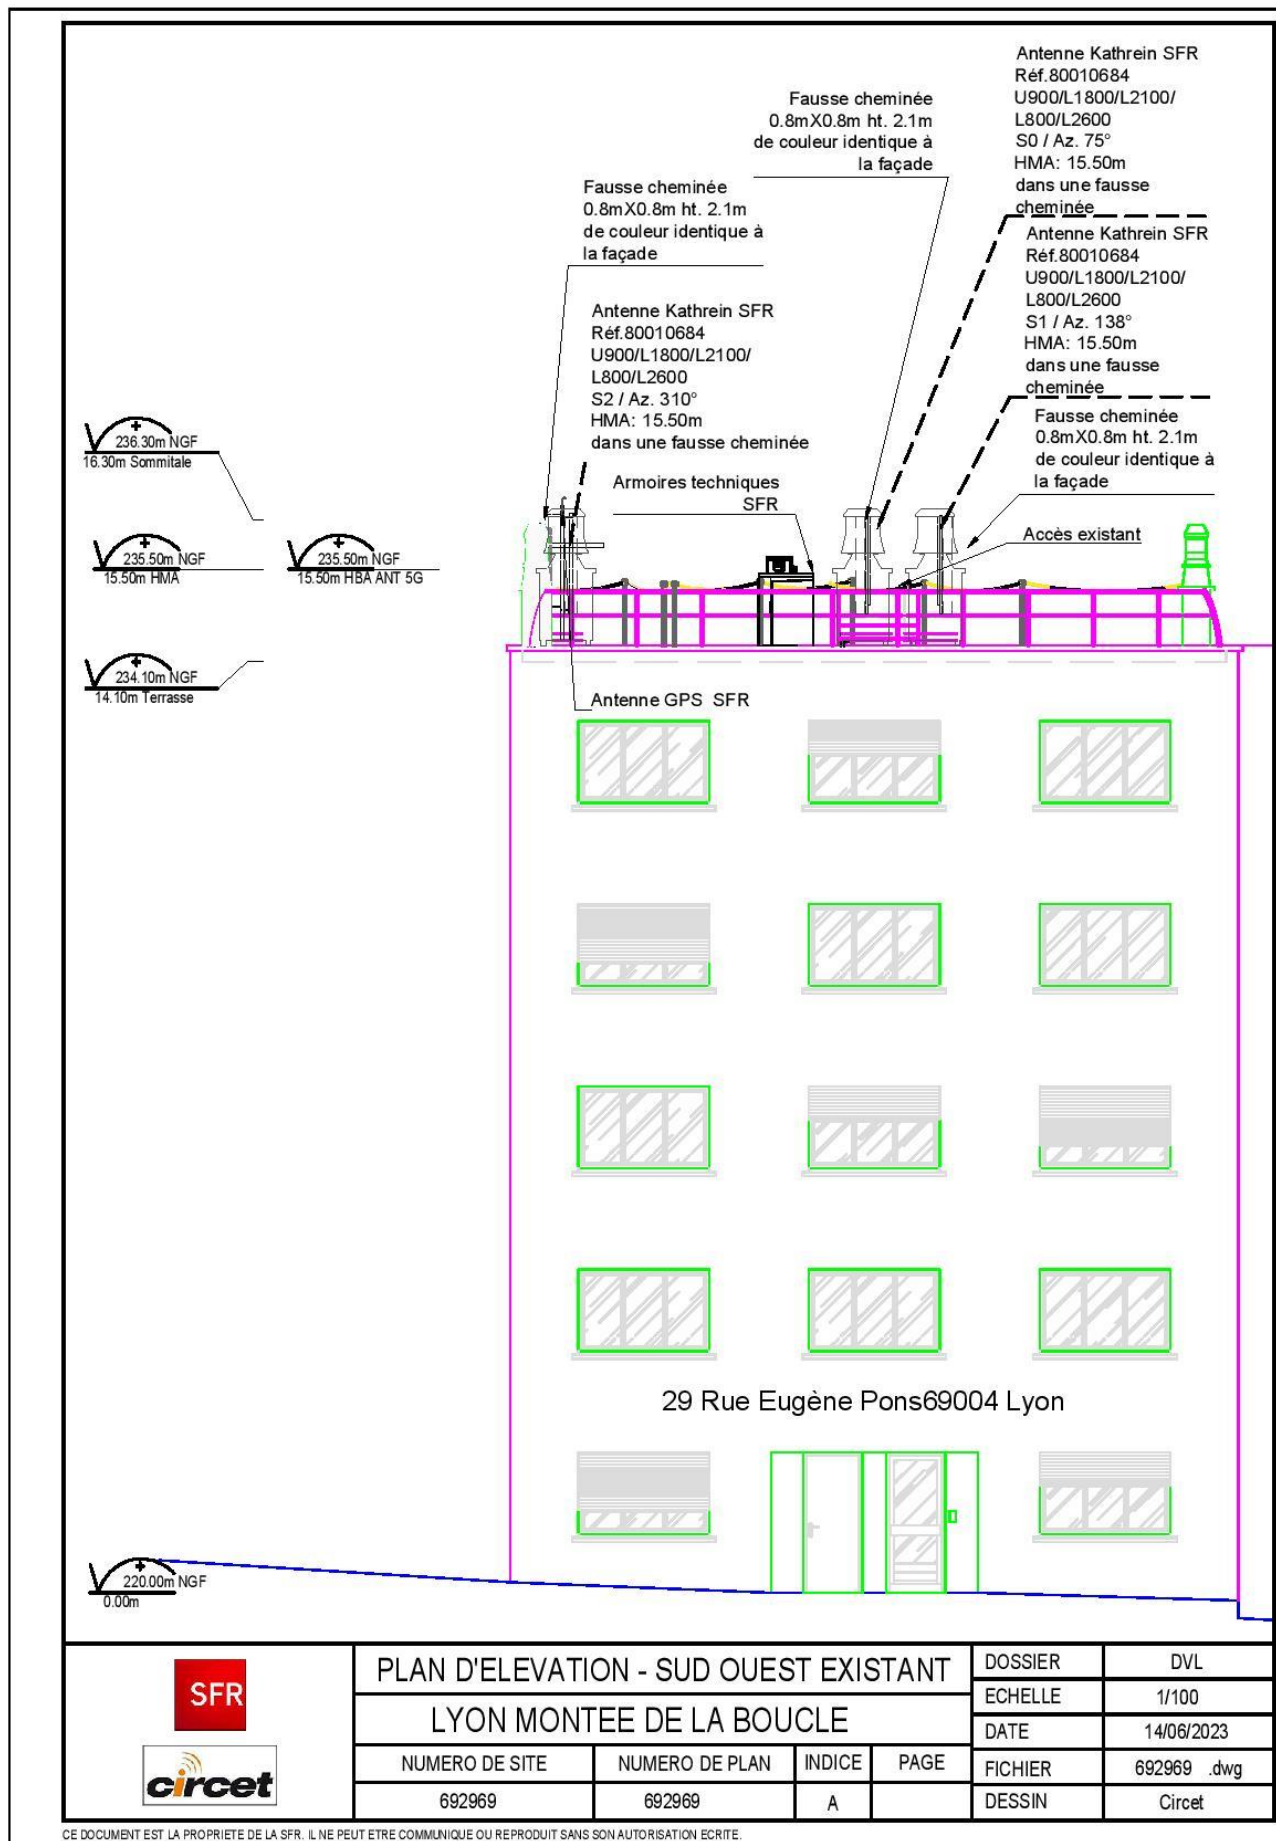 Antenne Kathrein SFR
Réf.80010684
U900/L1800/L2100/
L800/L2600
S0 / Az. 75°
HMA: 15.50m
dans une fausse
cheminée
Fausse cheminée
0.8mX0.8m ht. 2.1m
de couleur identique à
la façade
Fausse cheminée
0.8mX0.8m ht. 2.1m
de couleur identique à
la façade
Antenne Kathrein SFR
Réf.80010684
U900/L1800/L2100/
L800/L2600
S1 / Az. 138°
HMA: 15.50m
dans une fausse
cheminée
Antenne Kathrein SFR
Réf.80010684
U900/L1800/L2100/
L800/L2600
S2 / Az. 310°
HMA: 15.50m
dans une fausse cheminée
Fausse cheminée
0.8mX0.8m ht. 2.1m
de couleur identique à
la façade
Armoires techniques
SFR
Accès existant
236.30m NGF
16.30m Sommitale
235.50m NGF
15.50m HMA
235.50m NGF
15.50m HBA ANT 5G
234.10m NGF
14.10m Terrasse
Antenne GPS SFR
29 Rue Eugène Pons69004 Lyon
220.00m NGF
0.00m
SFR
circet
PLAN D'ELEVATION - SUD OUEST EXISTANT
LYON MONTEE DE LA BOUCLE
NUMERO DE SITE
NUMERO DE PLAN
INDICE
PAGE
692969
692969
A
DOSSIER
DVL
ECHELLE
1/100
DATE
14/06/2023
FICHIER
692969 .dwg
DESSIN
Circet
CE DOCUMENT EST LA PROPRIETE DE LA SFR. IL NE PEUT ETRE COMMUNIQUE OU REPRODUIT SANS SON AUTORISATION ECRITE.